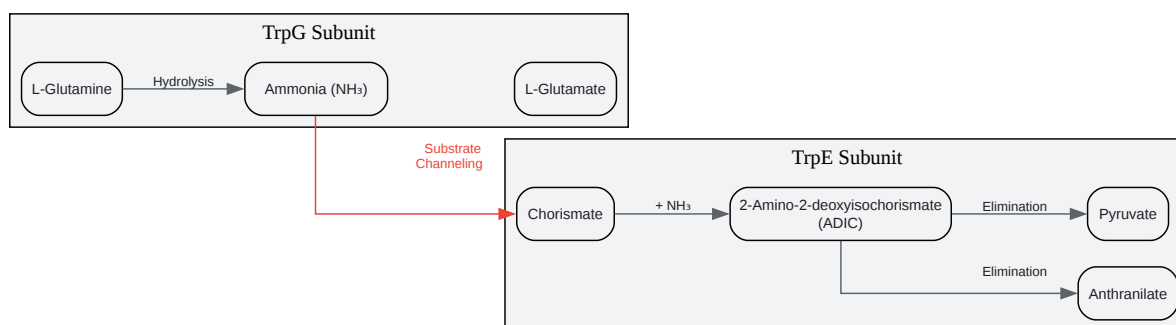 TrpG Subunit
L-Glutamine
Hydrolysis
Ammonia (NH₃)
L-Glutamate
Substrate
Channeling
TrpE Subunit
Chorismate
+ NH₃
2-Amino-2-deoxyisochorismate
(ADIC)
Elimination
Pyruvate
Elimination
Anthranilate